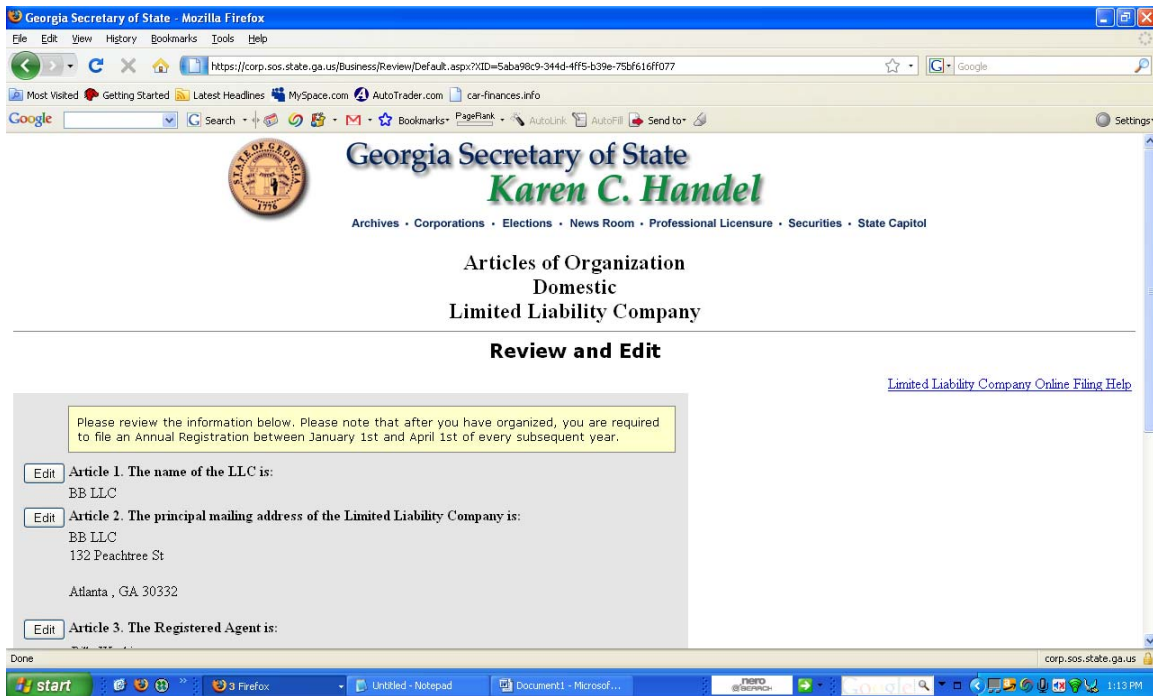 Georgia Secretary of State - Mozilla Firefox
File Edit View History Bookmarks Tools Help
https://corp.sos.state.ga.us/Business/Review/Default.aspx?XID=5aba98c9-344d-4ff5-b39e-75bf616ff077 G Google
Most Visited Getting Started Latest Headlines MySpace.com AutoTrader.com car-finances.info
Google G Search Bookmarks PageRank AutoLink AutoFill Send to Settings
STATE OF GEORGIA
1776
Georgia Secretary of State
Karen C. Handel
Archives • Corporations • Elections • News Room • Professional Licensure • Securities • State Capitol
Articles of Organization
Domestic
Limited Liability Company
Review and Edit
Limited Liability Company Online Filing Help
Please review the information below. Please note that after you have organized, you are required
to file an Annual Registration between January 1st and April 1st of every subsequent year.
Edit Article 1. The name of the LLC is:
BB LLC
Edit Article 2. The principal mailing address of the Limited Liability Company is:
BB LLC
132 Peachtree St
Atlanta , GA 30332
Edit Article 3. The Registered Agent is:
Done corp.sos.state.ga.us
start 3 Firefox Untitled - Notepad Document1 - Microsof... nero SEARCH Google 1:13 PM